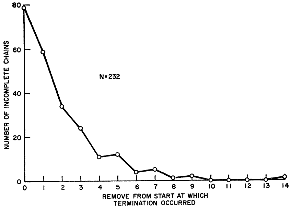 80
60
40
20
0
NUMBER OF INCOMPLETE CHAINS
N=232
0 1 2 3 4 5 6 7 8 9 10 11 12 13 14
REMOVE FROM START AT WHICH
TERMINATION OCCURRED